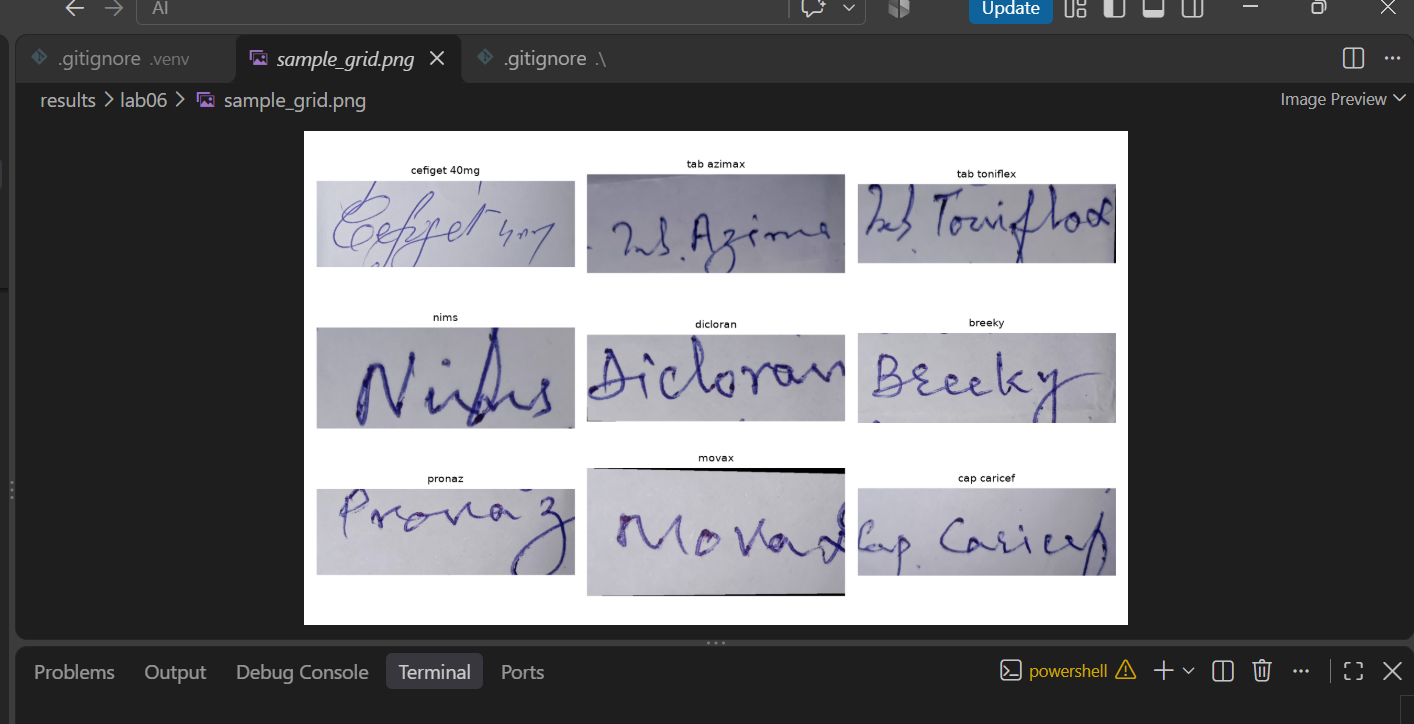 AI
Update
.gitignore .venv
sample_grid.png
.gitignore .\
results > lab06 > sample_grid.png
Image Preview
cefiget 40mg
tab azimax
tab toniflex
Cefiget 4mg
Tab. Azima
Tab. Toniflox
nims
dicloran
breeky
Nims
Dicloran
Breeky
pronaz
movax
cap caricef
Pronaz
Movax
Cap. Caricef
Problems Output Debug Console Terminal Ports
powershell